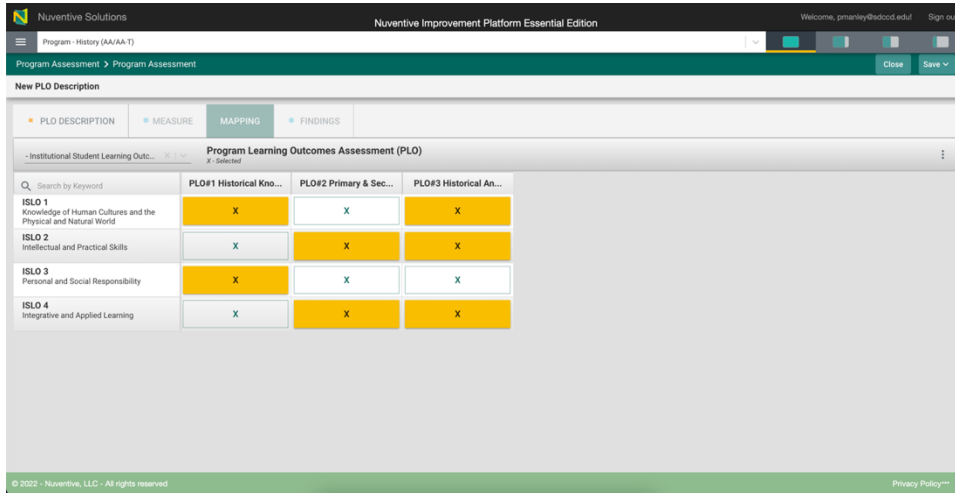 Nuventive Solutions
Nuventive Improvement Platform Essential Edition
Welcome, pmanley@sdccd.edu!
Sign ou
Program - History (AA/AA-T)
Program Assessment > Program Assessment
Close
Save
New PLO Description
PLO DESCRIPTION
MEASURE
MAPPING
FINDINGS
- Institutional Student Learning Outc...
Program Learning Outcomes Assessment (PLO)
X - Selected
Search by Keyword
PLO#1 Historical Kno...
PLO#2 Primary & Sec...
PLO#3 Historical An...
ISLO 1
Knowledge of Human Cultures and the
Physical and Natural World
X X X
ISLO 2
Intellectual and Practical Skills
X X X
ISLO 3
Personal and Social Responsibility
X X X
ISLO 4
Integrative and Applied Learning
X X X
© 2022 - Nuventive, LLC - All rights reserved
Privacy Policy***